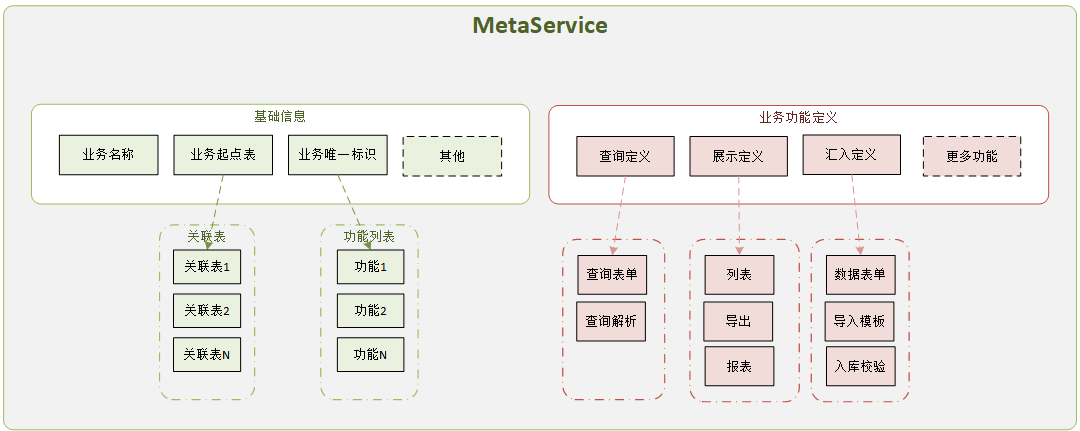 MetaService
基础信息
业务名称
业务起点表
业务唯一标识
其他
关联表
关联表1
关联表2
关联表N
功能列表
功能1
功能2
功能N
业务功能定义
查询定义
展示定义
汇入定义
更多功能
查询表单
查询解析
列表
导出
报表
数据表单
导入模板
入库校验